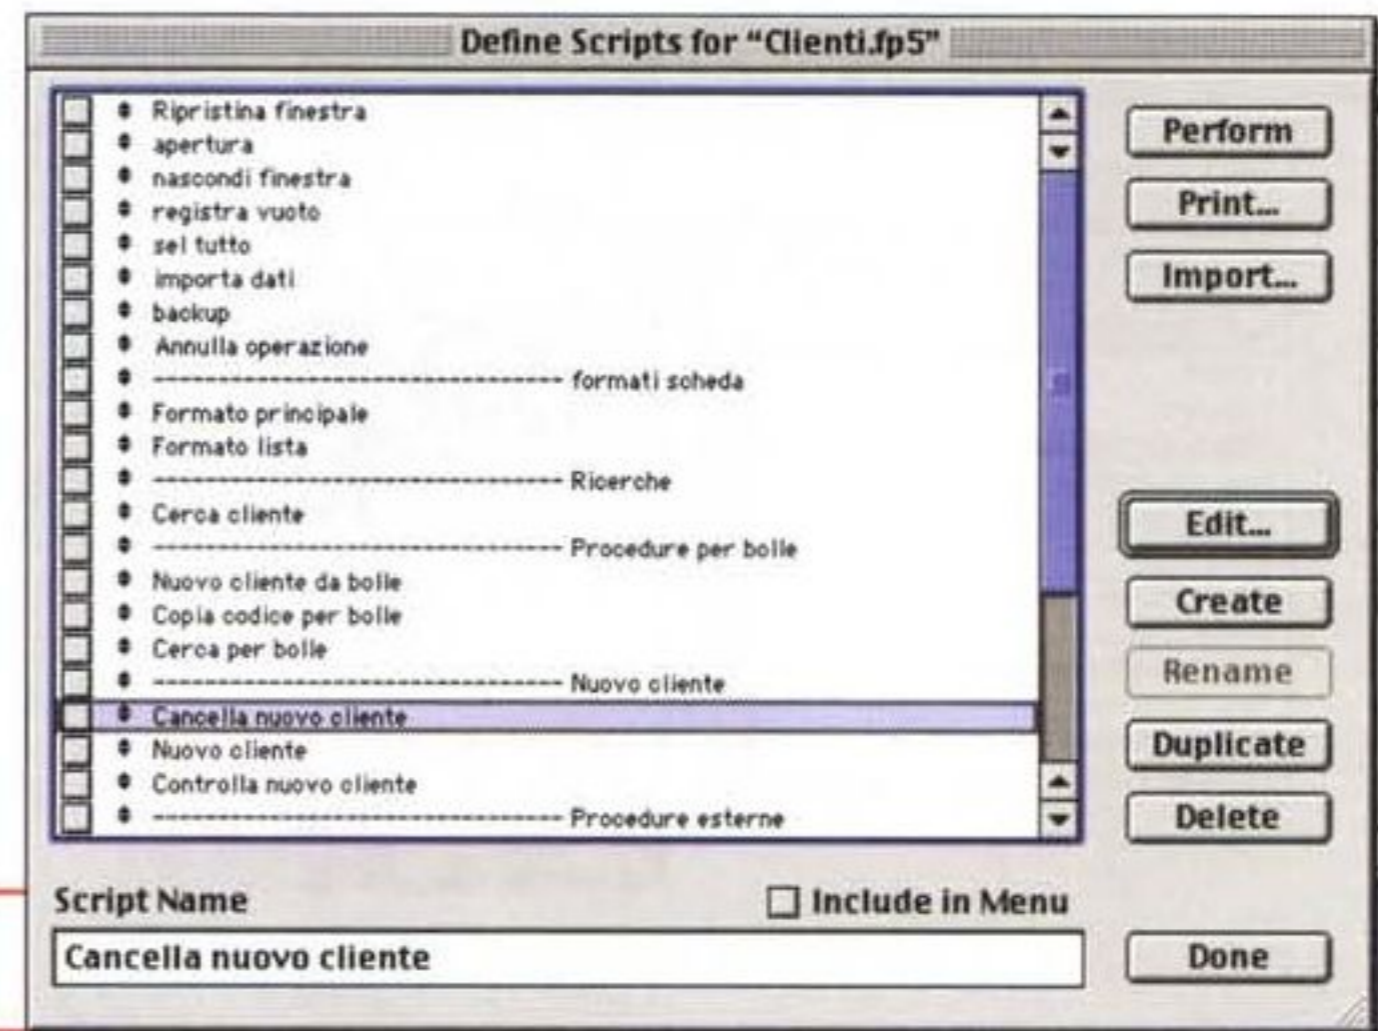 Define Scripts for “Clienti.fp5”
Ripristina finestra
apertura
nascondi finestra
registra vuoto
sel tutto
importa dati
backup
Annulla operazione
------------------------------- formati scheda
Formato principale
Formato lista
------------------------------- Ricerche
Cerca cliente
------------------------------- Procedure per bolle
Nuovo cliente da bolle
Copia codice per bolle
Cerca per bolle
------------------------------- Nuovo cliente
Cancella nuovo cliente
Nuovo cliente
Controlla nuovo cliente
------------------------------- Procedure esterne
Perform
Print...
Import...
Edit...
Create
Rename
Duplicate
Delete
Script Name
Include in Menu
Cancella nuovo cliente
Done